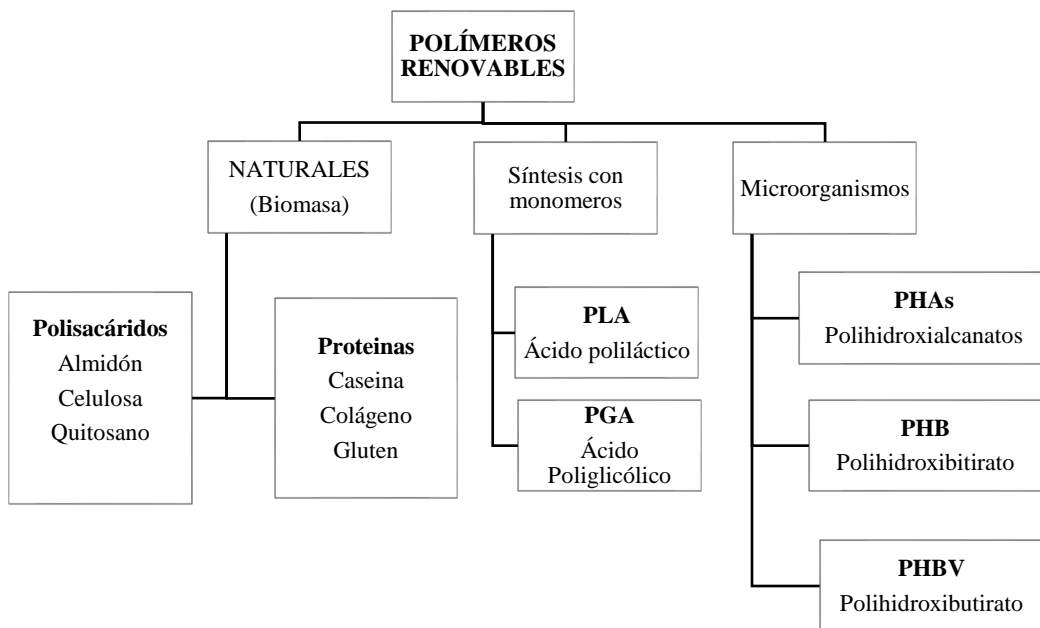 POLÍMEROS
RENOVABLES
NATURALES
(Biomasa)
Síntesis con
monomeros
Microorganismos
Polisacáridos
Almidón
Celulosa
Quitosano
Proteinas
Caseina
Colágeno
Gluten
PLA
Ácido poliláctico
PGA
Ácido
Poliglicólico
PHAs
Polihidroxialcanatos
PHB
Polihidroxibitirato
PHBV
Polihidroxibutirato